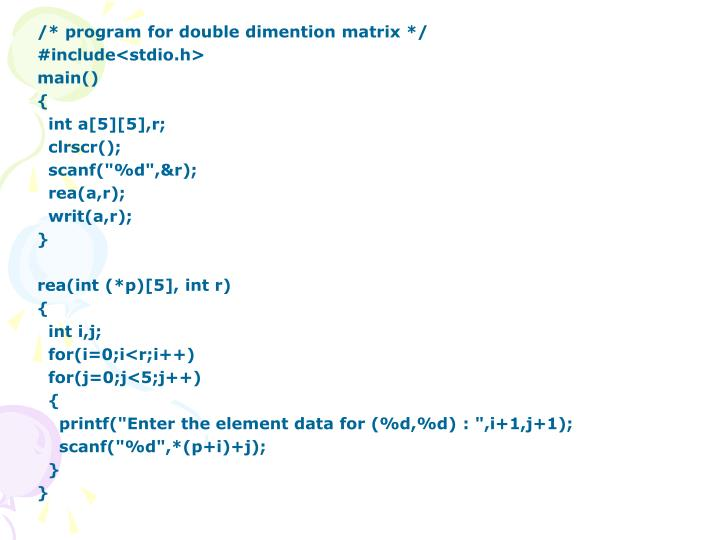 /* program for double dimention matrix */
#include<stdio.h>
main()
{
int a[5][5],r;
clrscr();
scanf("%d",&r);
rea(a,r);
writ(a,r);
}
rea(int (*p)[5], int r)
{
int i,j;
for(i=0;i<r;i++)
for(j=0;j<5;j++)
{
printf("Enter the element data for (%d,%d) : ",i+1,j+1);
scanf("%d",*(p+i)+j);
}
}